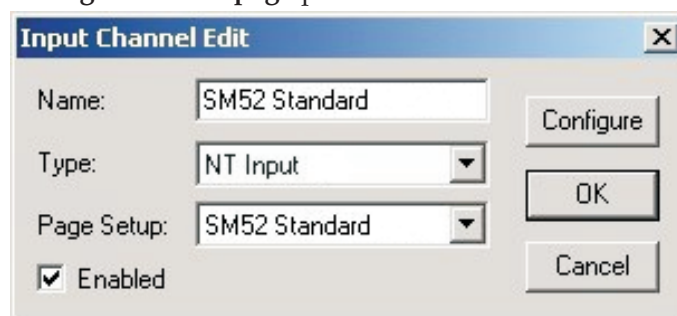 Input Channel Edit
Name: SM52 Standard
Configure
Type: NT Input
OK
Page Setup: SM52 Standard
Enabled
Cancel